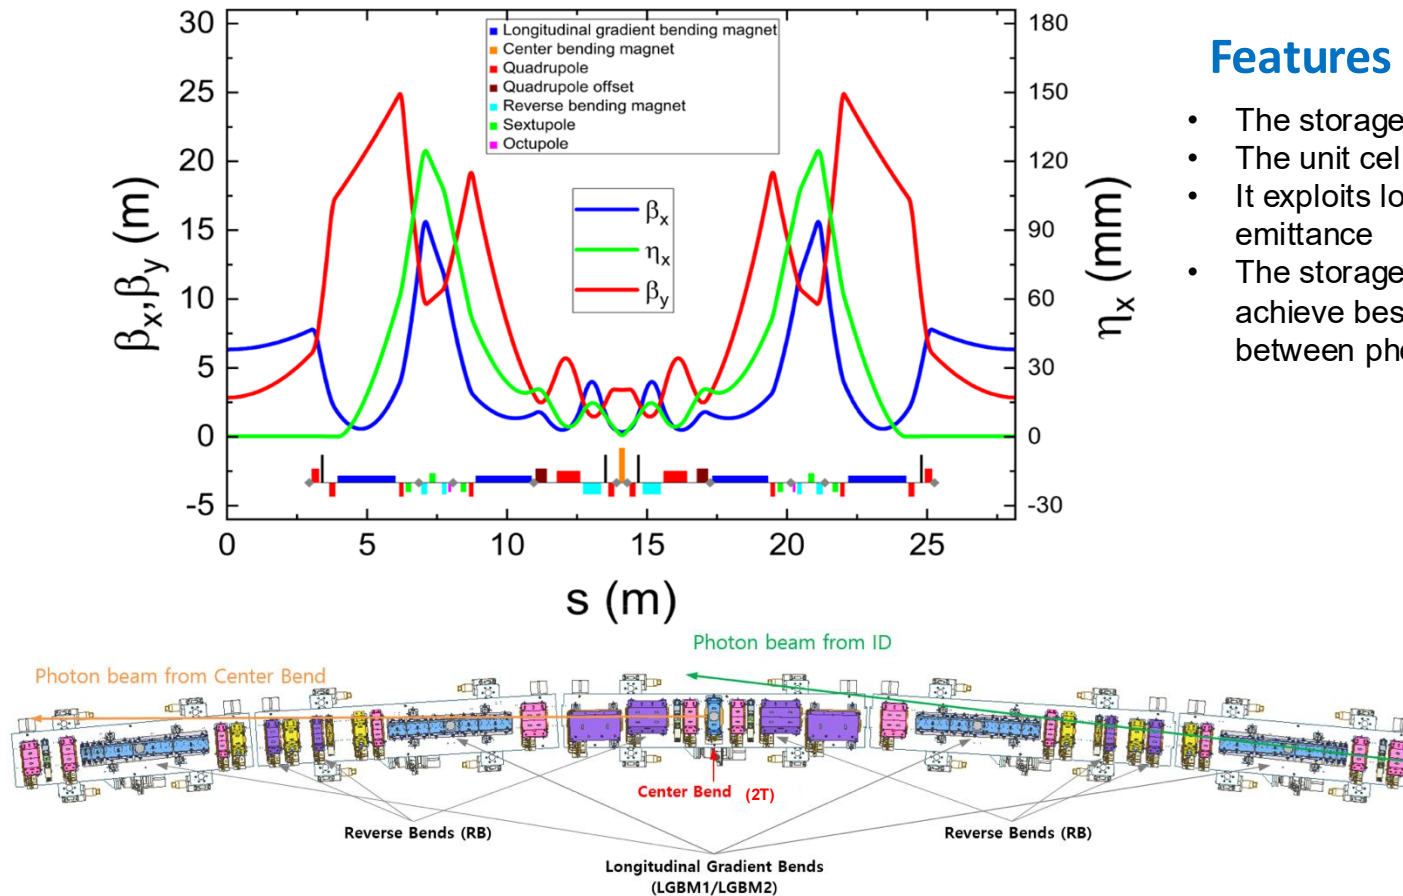 30
25
20
15
10
5
0
-5
βx,βy (m)
Longitudinal gradient bending magnet
Center bending magnet
Quadrupole
Quadrupole offset
Reverse bending magnet
Sextupole
Octupole
βx
ηx
βy
180
150
120
90
60
30
0
-30
ηx (mm)
0 5 10 15 20 25
s (m)
Features
• The storage
• The unit cel
• It exploits lo
emittance
• The storage
achieve bes
between pho
Photon beam from ID
Photon beam from Center Bend
Center Bend (2T)
Reverse Bends (RB)
Reverse Bends (RB)
Longitudinal Gradient Bends
(LGBM1/LGBM2)